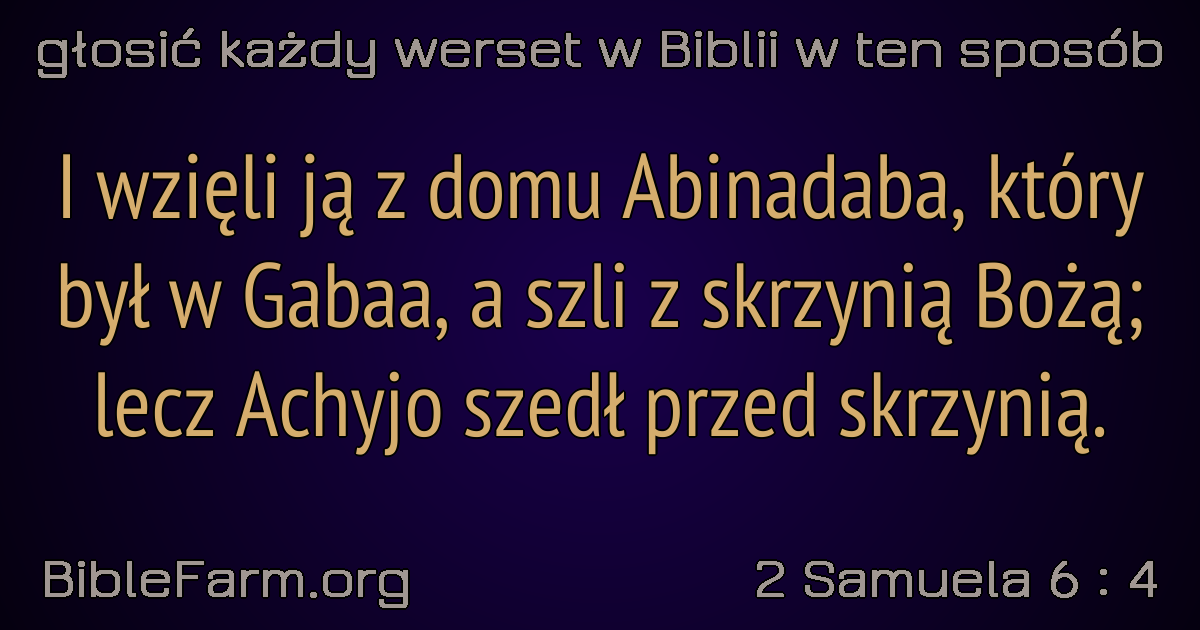 głosić każdy werset w Biblii w ten sposób
I wzięli ją z domu Abinadaba, który
był w Gabaa, a szli z skrzynią Bożą;
lecz Achyjo szedł przed skrzynią.
BibleFarm.org
2 Samuela 6 : 4